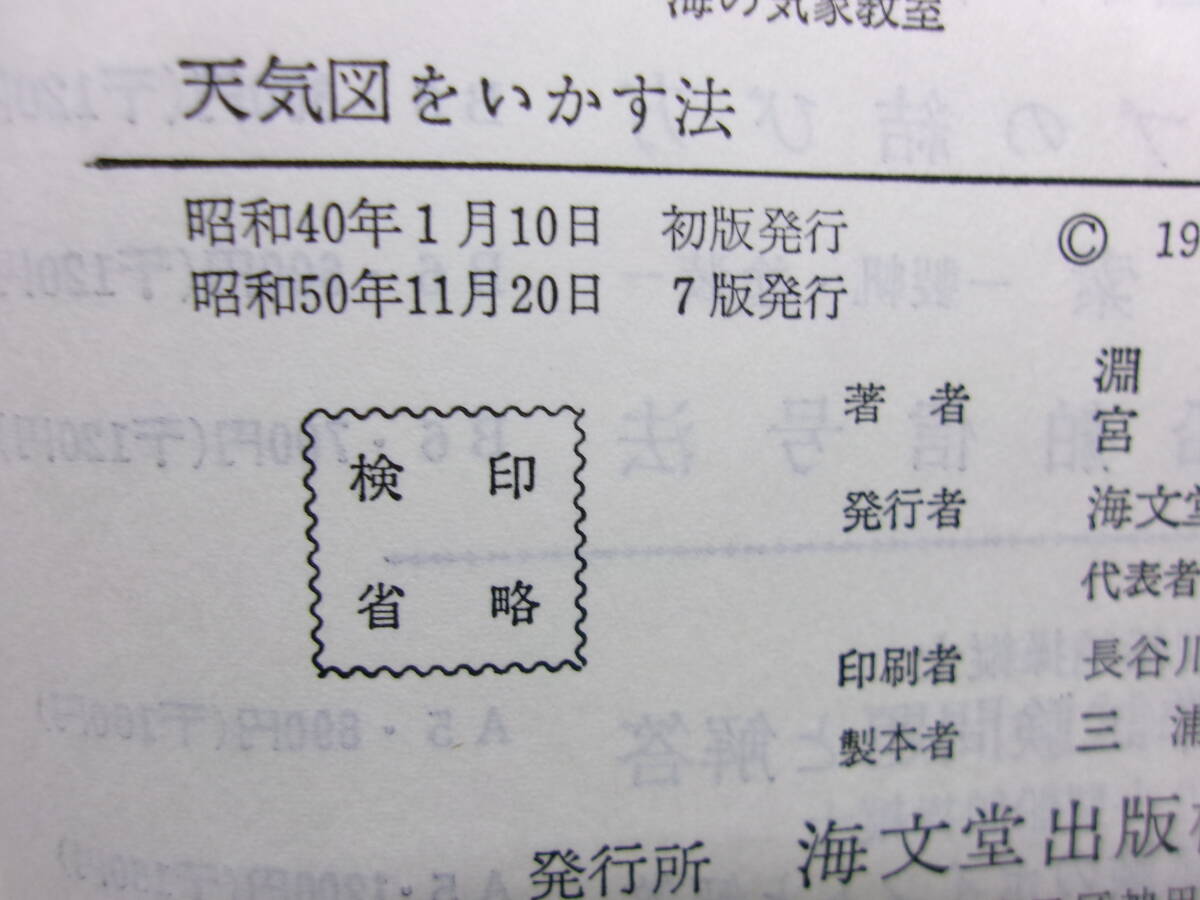 海の気象教室
天気図をいかす法
昭和40年1月10日 初版発行
昭和50年11月20日 7版発行
© 19
著者 淵
宮
発行者 海文堂
代表者
印刷者 長谷川
製本者 三浦
検印
省略
発行所 海文堂出版